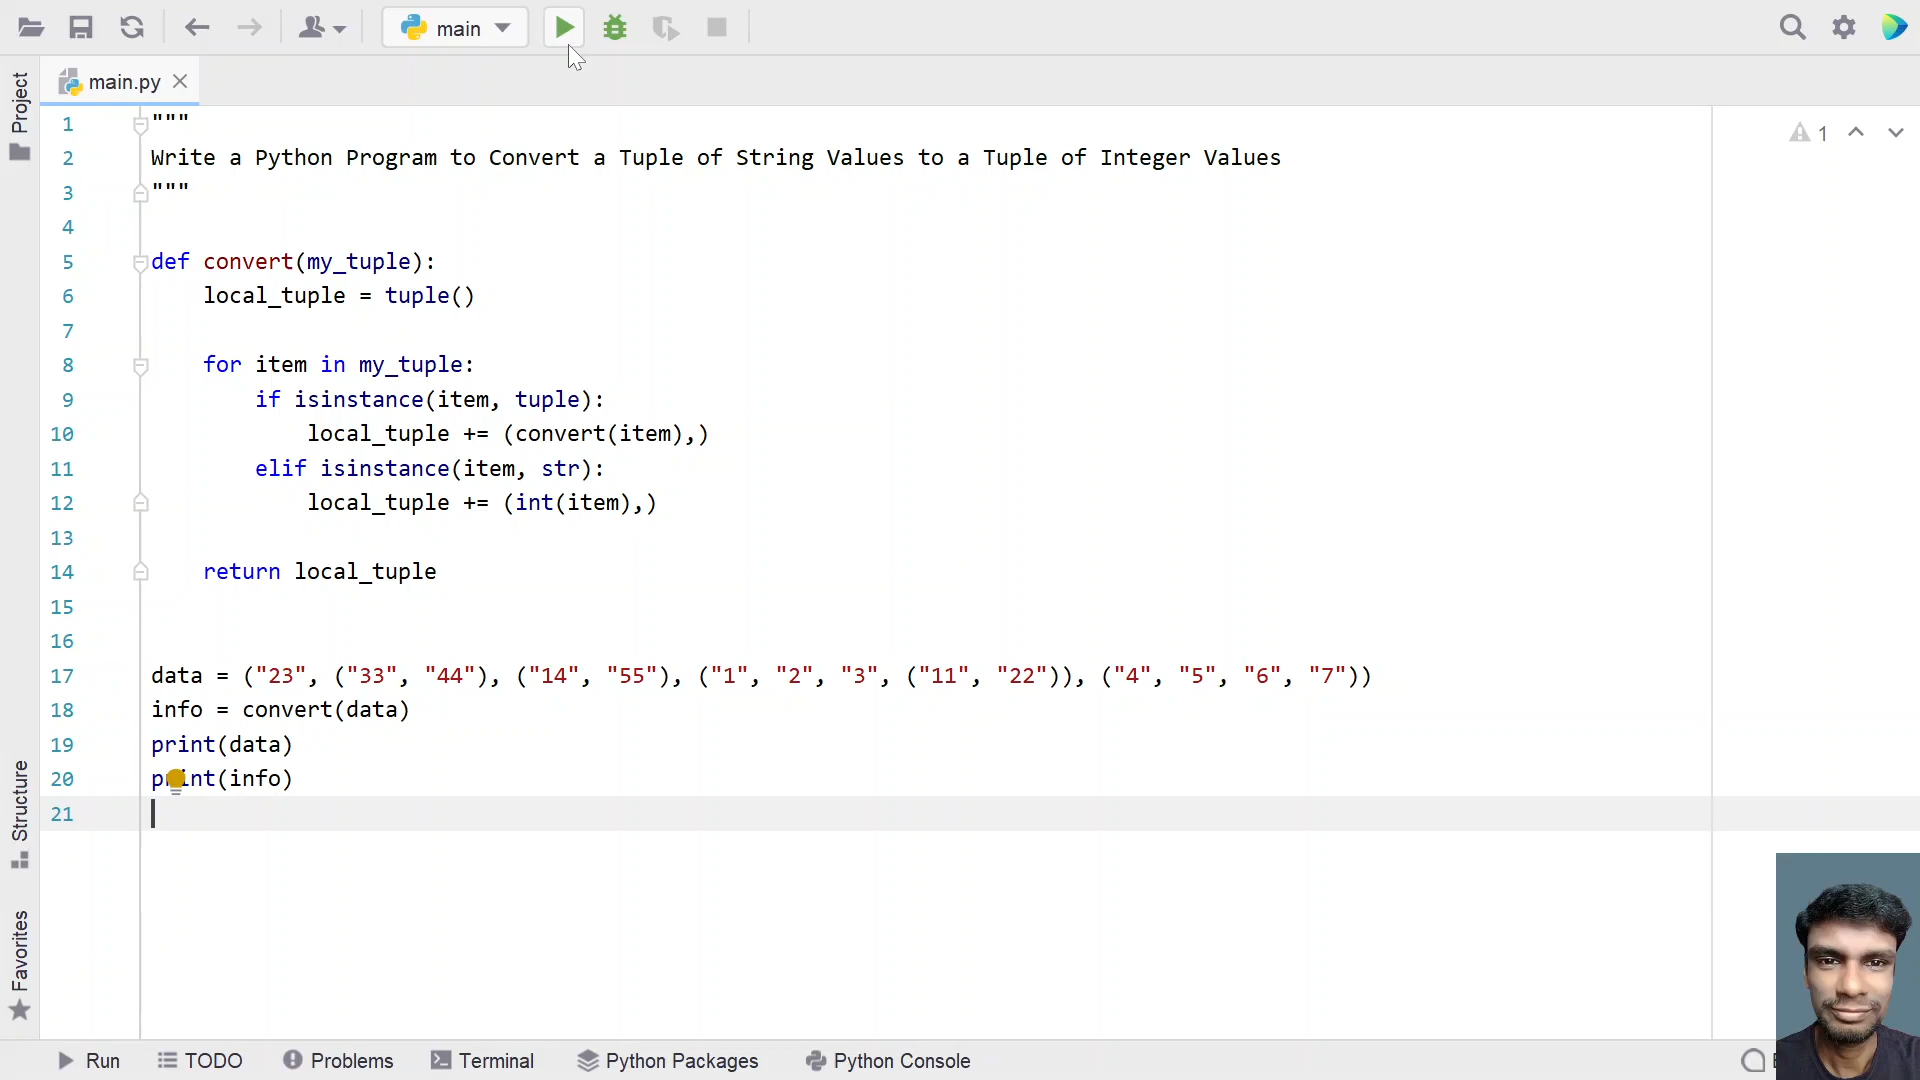 main
main.py
1
Project
1 """
2 Write a Python Program to Convert a Tuple of String Values to a Tuple of Integer Values
3 """
4
5 def convert(my_tuple):
6     local_tuple = tuple()
7
8     for item in my_tuple:
9         if isinstance(item, tuple):
10             local_tuple += (convert(item),)
11         elif isinstance(item, str):
12             local_tuple += (int(item),)
13
14     return local_tuple
15
16
17 data = ("23", ("33", "44"), ("14", "55"), ("1", "2", "3", ("11", "22")), ("4", "5", "6", "7"))
18 info = convert(data)
19 print(data)
20 print(info)
21
Structure
Favorites
Run TODO Problems Terminal Python Packages Python Console